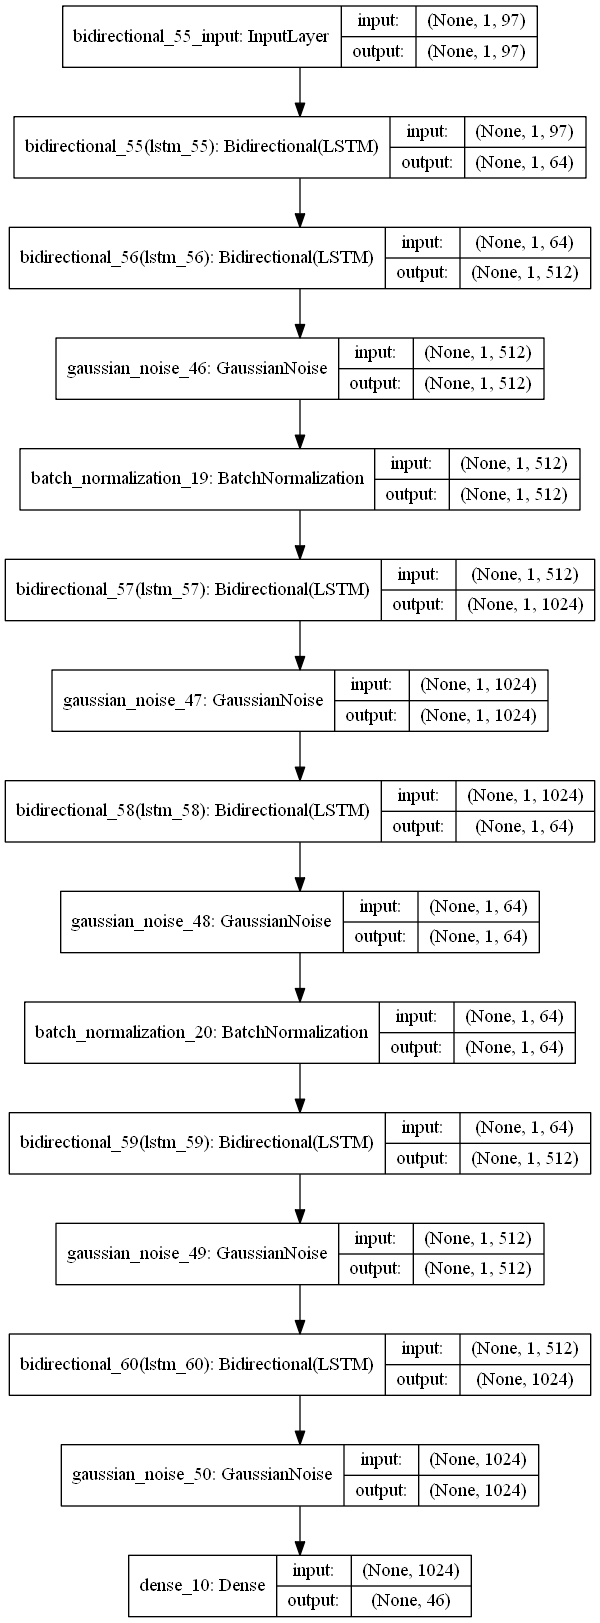 bidirectional_55_input: InputLayer
input:
(None, 1, 97)
output:
(None, 1, 97)
bidirectional_55(lstm_55): Bidirectional(LSTM)
input:
(None, 1, 97)
output:
(None, 1, 64)
bidirectional_56(lstm_56): Bidirectional(LSTM)
input:
(None, 1, 64)
output:
(None, 1, 512)
gaussian_noise_46: GaussianNoise
input:
(None, 1, 512)
output:
(None, 1, 512)
batch_normalization_19: BatchNormalization
input:
(None, 1, 512)
output:
(None, 1, 512)
bidirectional_57(lstm_57): Bidirectional(LSTM)
input:
(None, 1, 512)
output:
(None, 1, 1024)
gaussian_noise_47: GaussianNoise
input:
(None, 1, 1024)
output:
(None, 1, 1024)
bidirectional_58(lstm_58): Bidirectional(LSTM)
input:
(None, 1, 1024)
output:
(None, 1, 64)
gaussian_noise_48: GaussianNoise
input:
(None, 1, 64)
output:
(None, 1, 64)
batch_normalization_20: BatchNormalization
input:
(None, 1, 64)
output:
(None, 1, 64)
bidirectional_59(lstm_59): Bidirectional(LSTM)
input:
(None, 1, 64)
output:
(None, 1, 512)
gaussian_noise_49: GaussianNoise
input:
(None, 1, 512)
output:
(None, 1, 512)
bidirectional_60(lstm_60): Bidirectional(LSTM)
input:
(None, 1, 512)
output:
(None, 1024)
gaussian_noise_50: GaussianNoise
input:
(None, 1024)
output:
(None, 1024)
dense_10: Dense
input:
(None, 1024)
output:
(None, 46)